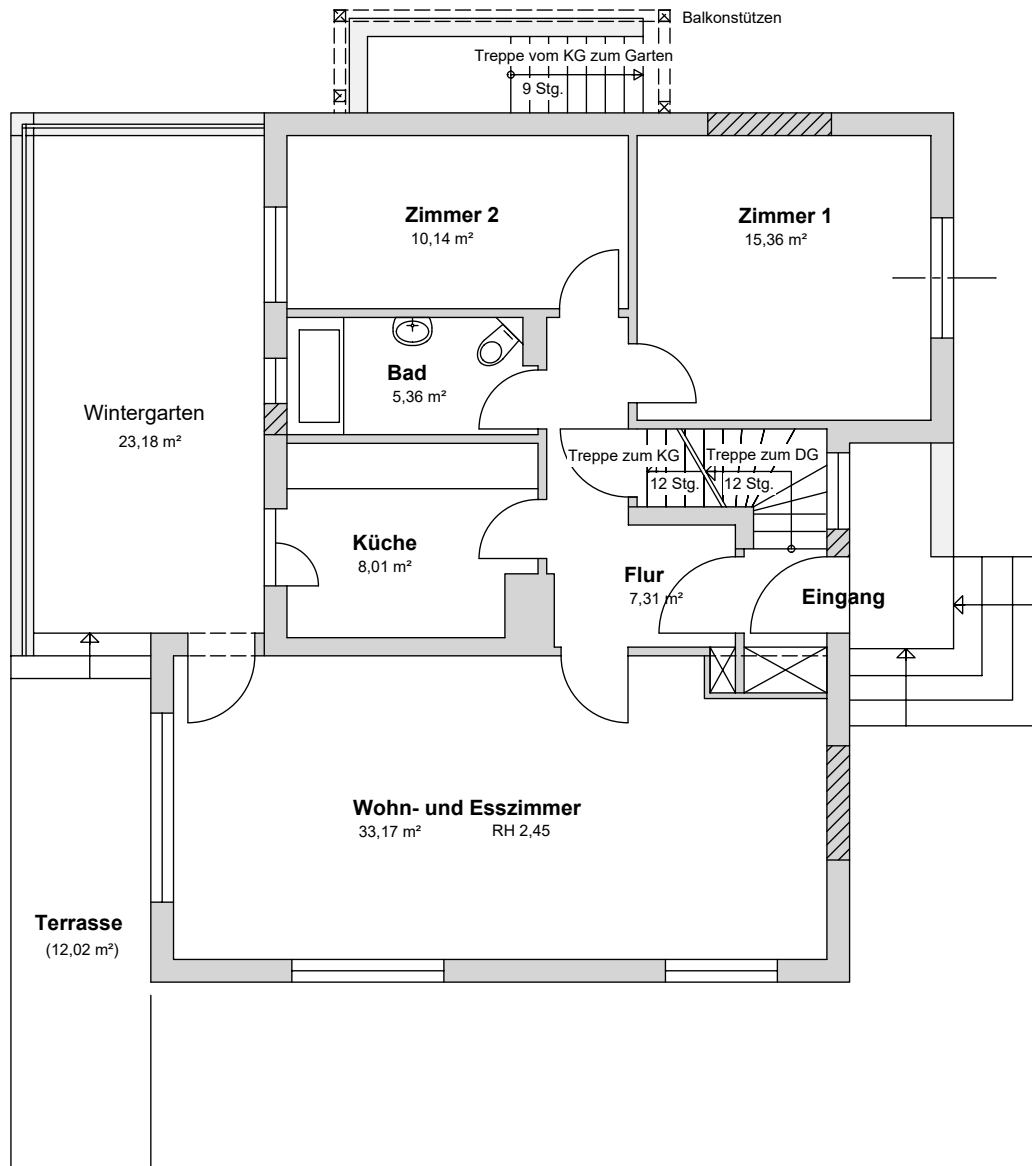 Balkonstützen
Treppe vom KG zum Garten
9 Stg.
Zimmer 2
10,14 m²
Zimmer 1
15,36 m²
Bad
5,36 m²
Wintergarten
23,18 m²
Treppe zum KG
Treppe zum DG
12 Stg.
12 Stg.
Küche
8,01 m²
Flur
7,31 m²
Eingang
Wohn- und Esszimmer
33,17 m² RH 2,45
Terrasse
(12,02 m²)